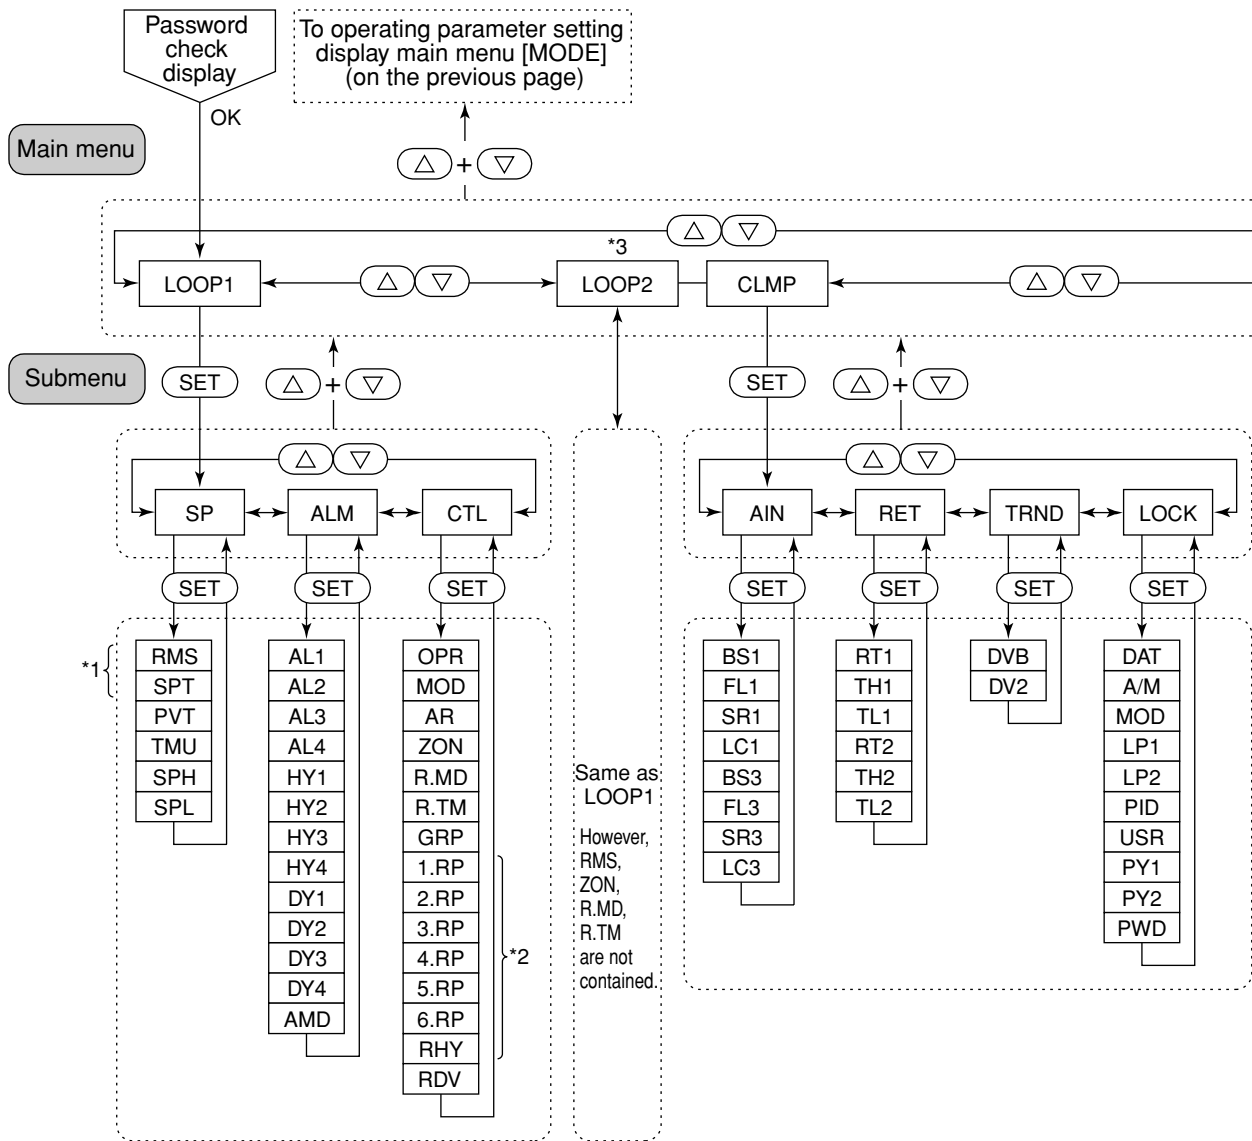 Password
check
display
To operating parameter setting
display main menu [MODE]
(on the previous page)
OK
Main menu
△ + ▽
△ ▽
*3
LOOP1
△ ▽
LOOP2
CLMP
△ ▽
Submenu
SET
△ + ▽
SET
△ + ▽
△ ▽
SP
ALM
CTL
△ ▽
AIN
RET
TRND
LOCK
SET
SET
SET
SET
SET
SET
SET
*1
RMS
SPT
PVT
TMU
SPH
SPL
AL1
AL2
AL3
AL4
HY1
HY2
HY3
HY4
DY1
DY2
DY3
DY4
AMD
OPR
MOD
AR
ZON
R.MD
R.TM
GRP
1.RP
2.RP
3.RP
4.RP
5.RP
6.RP
RHY
RDV
*2
Same as
LOOP1
However,
RMS,
ZON,
R.MD,
R.TM
are not
contained.
BS1
FL1
SR1
LC1
BS3
FL3
SR3
LC3
RT1
TH1
TL1
RT2
TH2
TL2
DVB
DV2
DAT
A/M
MOD
LP1
LP2
PID
USR
PY1
PY2
PWD